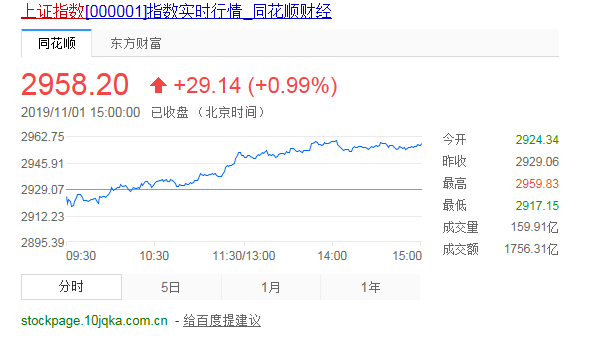 上证指数[000001]指数实时行情_同花顺财经
同花顺 东方财富
2958.20 +29.14 (+0.99%)
2019/11/01 15:00:00 已收盘 （北京时间）
2962.75
2945.91
2929.07
2912.23
2895.39
09:30 10:30 11:30/13:00 14:00 15:00
今开 2924.34
昨收 2929.06
最高 2959.83
最低 2917.15
成交量 159.91亿
成交额 1756.31亿
分时 5日 1月 1年
stockpage.10jqka.com.cn - 给百度提建议